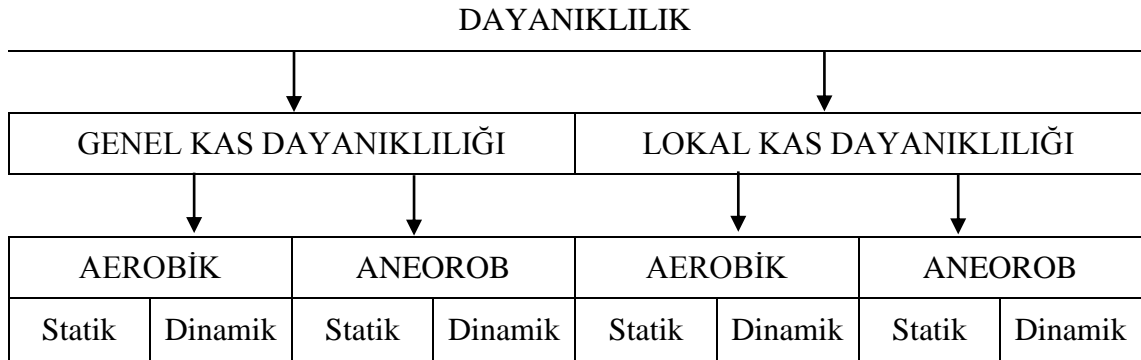 DAYANIKLILIK
GENEL KAS DAYANIKLILIĞI LOKAL KAS DAYANIKLILIĞI
AEROBİK ANEOROB AEROBİK ANEOROB
Statik Dinamik Statik Dinamik Statik Dinamik Statik Dinamik